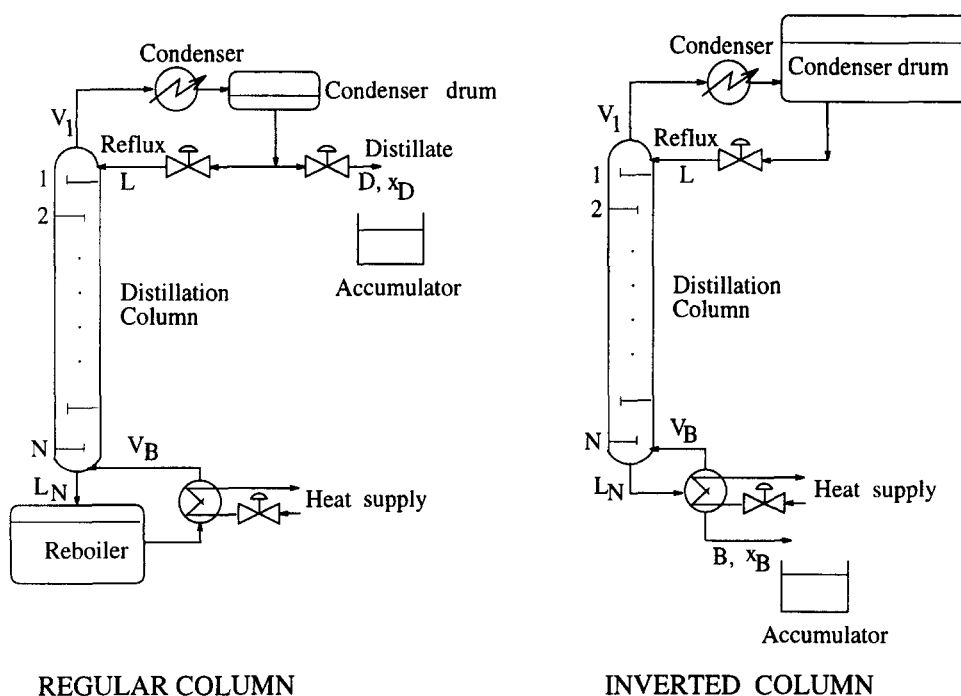 Condenser
Condenser drum
V1
Reflux
Distillate
1
L
D, xD
2
Accumulator
Distillation
Column
N
VB
LN
Heat supply
Reboiler
REGULAR COLUMN
Condenser
Condenser drum
V1
Reflux
1
L
2
Distillation
Column
N
VB
LN
Heat supply
B, xB
Accumulator
INVERTED COLUMN